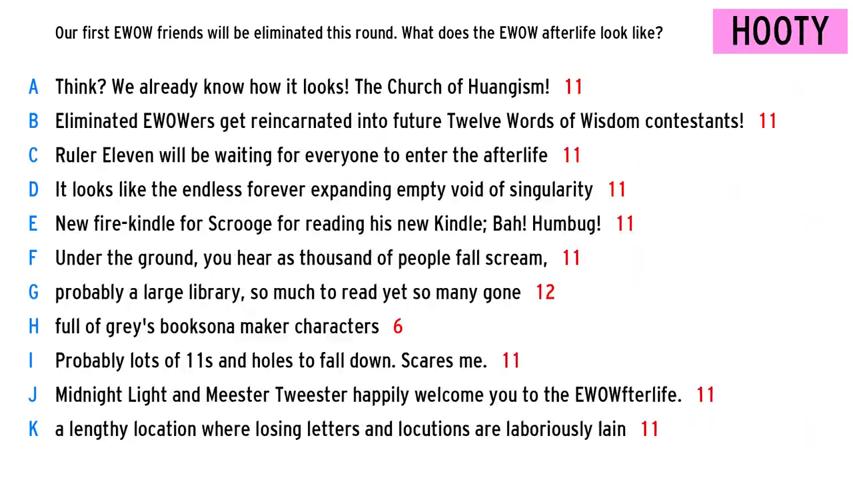 Our first EWOW friends will be eliminated this round. What does the EWOW afterlife look like?
HOOTY
A Think? We already know how it looks! The Church of Huangism! 11
B Eliminated EWOWers get reincarnated into future Twelve Words of Wisdom contestants! 11
C Ruler Eleven will be waiting for everyone to enter the afterlife 11
D It looks like the endless forever expanding empty void of singularity 11
E New fire-kindle for Scrooge for reading his new Kindle; Bah! Humbug! 11
F Under the ground, you hear as thousand of people fall scream, 11
G probably a large library, so much to read yet so many gone 12
H full of grey's booksona maker characters 6
I Probably lots of 11s and holes to fall down. Scares me. 11
J Midnight Light and Meester Tweester happily welcome you to the EWOWfterlife. 11
K a lengthy location where losing letters and locutions are laboriously lain 11